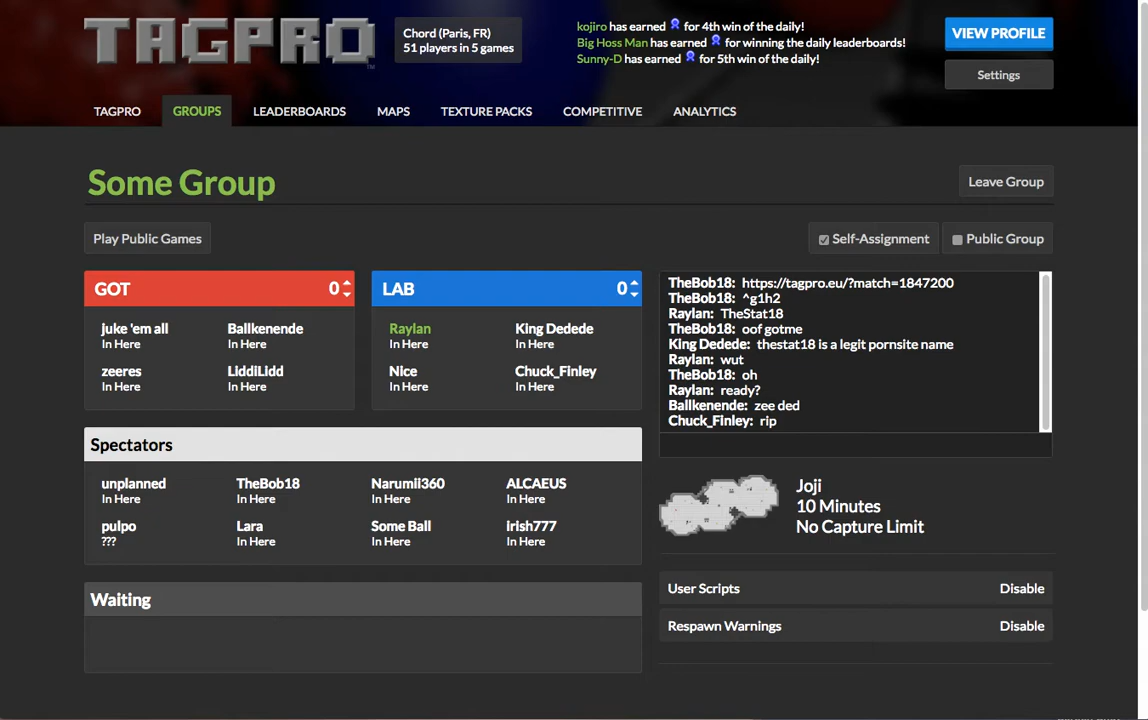 TAGPRO
Chord (Paris, FR)
51 players in 5 games
kojiro has earned for 4th win of the daily!
Big Hoss Man has earned for winning the daily leaderboards!
Sunny-D has earned for 5th win of the daily!
VIEW PROFILE
Settings
TAGPRO GROUPS LEADERBOARDS MAPS TEXTURE PACKS COMPETITIVE ANALYTICS
Some Group
Leave Group
Play Public Games
Self-Assignment
Public Group
GOT 0
juke 'em all Ballkenende
In Here In Here
zeeres LiddiLidd
In Here In Here
LAB 0
Raylan King Dedede
In Here In Here
Nice Chuck_Finley
In Here In Here
Spectators
unplanned TheBob18 Narumii360 ALCAEUS
In Here In Here In Here In Here
pulpo Lara Some Ball irish777
??? In Here In Here In Here
Waiting
TheBob18: https://tagpro.eu/?match=1847200
TheBob18: ^g1h2
Raylan: TheStat18
TheBob18: oof gotme
King Dedede: thestat18 is a legit pornsite name
Raylan: wut
TheBob18: oh
Raylan: ready?
Ballkenende: zee ded
Chuck_Finley: rip
Joji
10 Minutes
No Capture Limit
User Scripts Disable
Respawn Warnings Disable